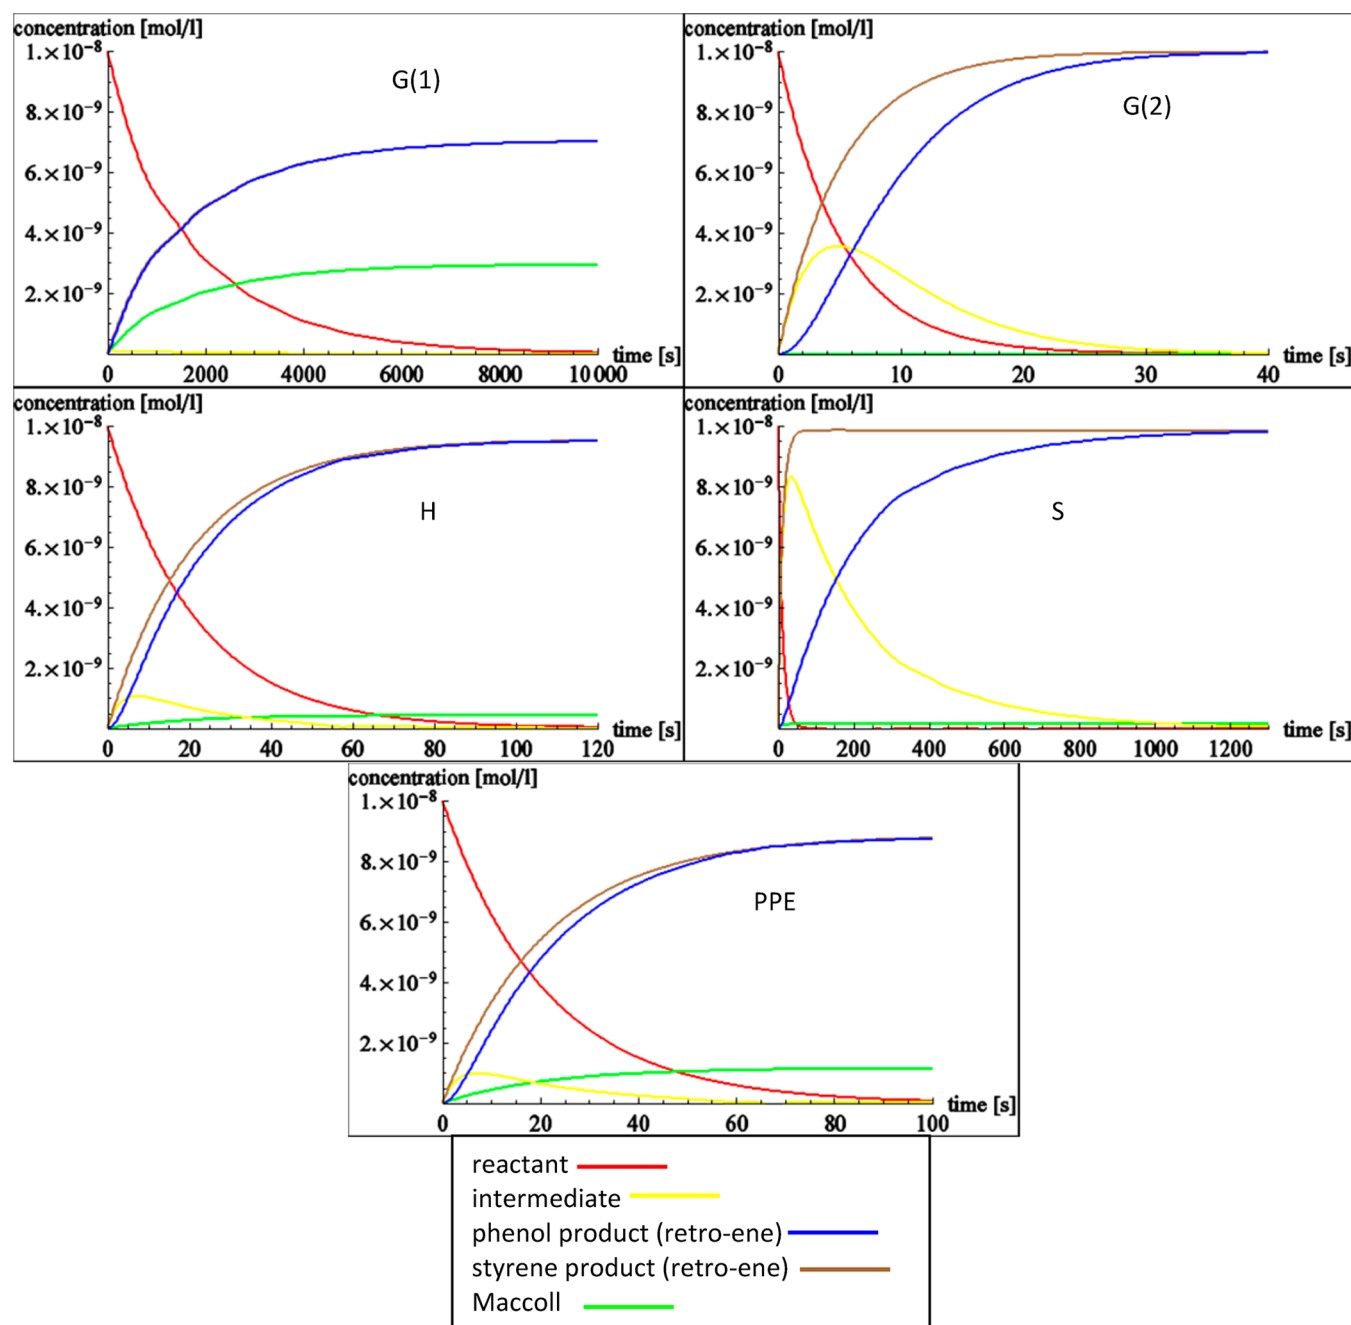 concentration [mol/l]
1.×10⁻⁸
8.×10⁻⁹
6.×10⁻⁹
4.×10⁻⁹
2.×10⁻⁹
G(1)
time [s]
0 2000 4000 6000 8000 10000
concentration [mol/l]
1.×10⁻⁸
8.×10⁻⁹
6.×10⁻⁹
4.×10⁻⁹
2.×10⁻⁹
G(2)
time [s]
0 10 20 30 40
concentration [mol/l]
1.×10⁻⁸
8.×10⁻⁹
6.×10⁻⁹
4.×10⁻⁹
2.×10⁻⁹
H
time [s]
0 20 40 60 80 100 120
concentration [mol/l]
1.×10⁻⁸
8.×10⁻⁹
6.×10⁻⁹
4.×10⁻⁹
2.×10⁻⁹
S
time [s]
0 200 400 600 800 1000 1200
concentration [mol/l]
1.×10⁻⁸
8.×10⁻⁹
6.×10⁻⁹
4.×10⁻⁹
2.×10⁻⁹
PPE
time [s]
0 20 40 60 80 100
reactant
intermediate
phenol product (retro-ene)
styrene product (retro-ene)
Maccoll